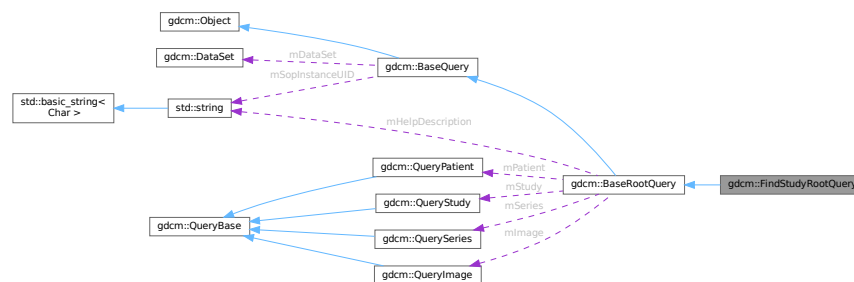 gdcm::Object
gdcm::DataSet
mDataSet
gdcm::BaseQuery
mSopInstanceUID
std::basic_string<
Char >
std::string
mHelpDescription
gdcm::QueryPatient
mPatient
gdcm::BaseRootQuery
gdcm::FindStudyRootQuery
mStudy
gdcm::QueryStudy
mSeries
gdcm::QueryBase
mImage
gdcm::QuerySeries
gdcm::QueryImage